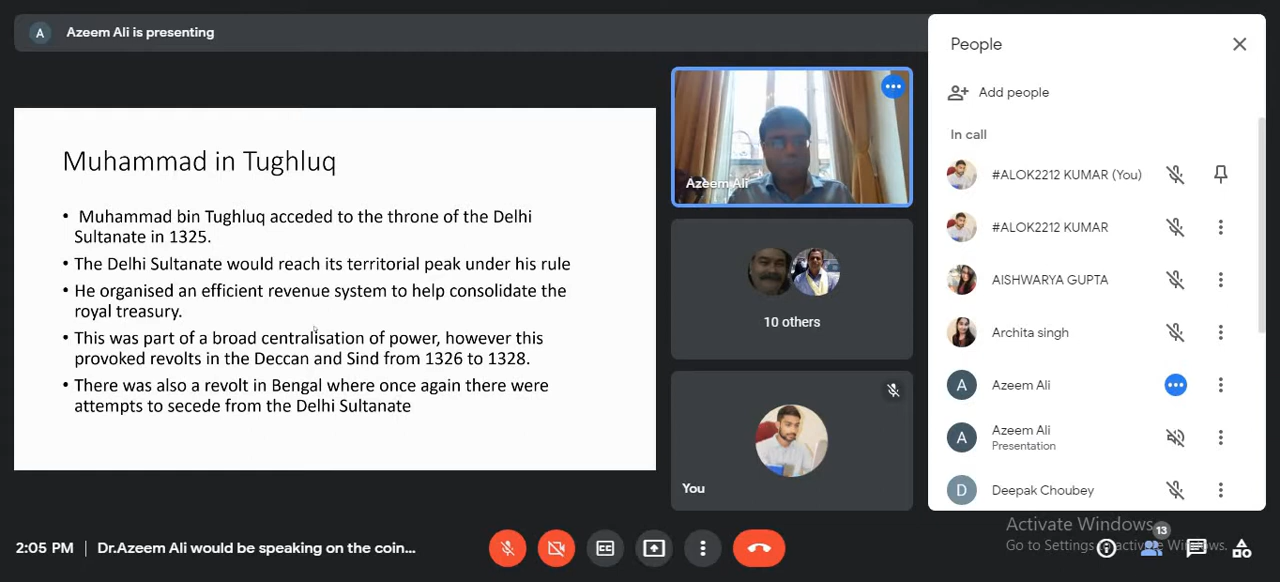 A
Azeem Ali is presenting
Muhammad in Tughluq
• Muhammad bin Tughluq acceded to the throne of the Delhi
Sultanate in 1325.
• The Delhi Sultanate would reach its territorial peak under his rule
• He organised an efficient revenue system to help consolidate the
royal treasury.
• This was part of a broad centralisation of power, however this
provoked revolts in the Deccan and Sind from 1326 to 1328.
• There was also a revolt in Bengal where once again there were
attempts to secede from the Delhi Sultanate
Azeem Ali
10 others
You
People
Add people
In call
#ALOK2212 KUMAR (You)
#ALOK2212 KUMAR
AISHWARYA GUPTA
Archita singh
A
Azeem Ali
A
Azeem Ali
Presentation
D
Deepak Choubey
Activate Windows
Go to Settings to activate Windows.
13
2:05 PM | Dr.Azeem Ali would be speaking on the coin...
CC